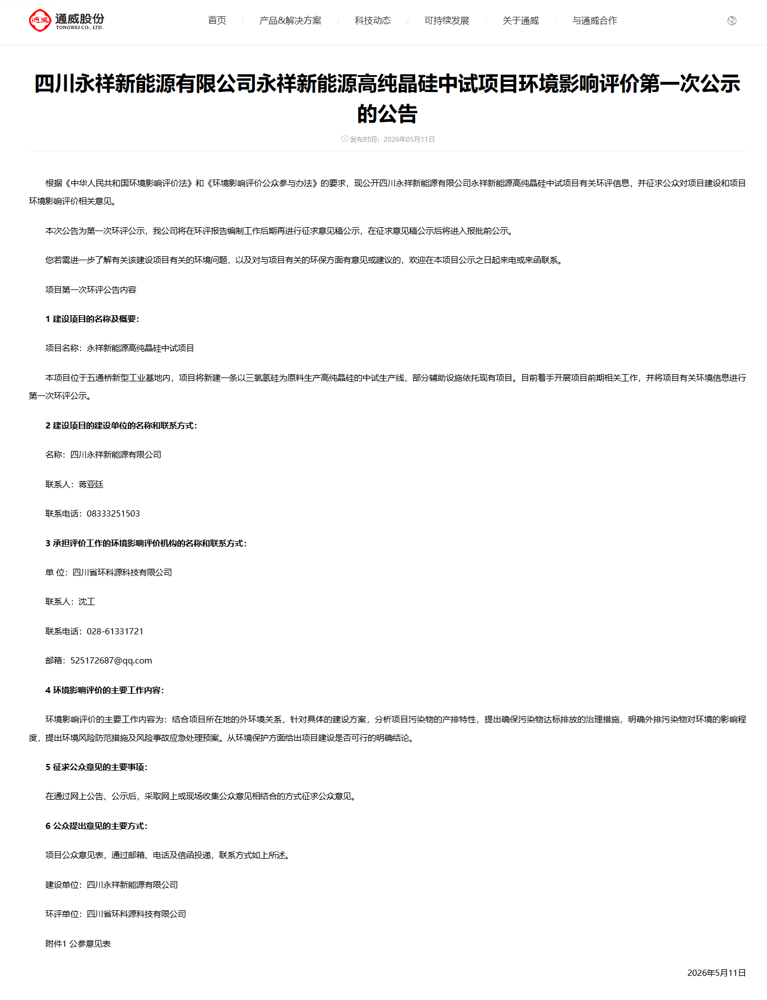 通威
通威股份
TONGWEI CO., LTD.
首页 / 产品&解决方案 / 科技动态 / 可持续发展 / 关于通威 / 与通威合作
四川永祥新能源有限公司永祥新能源高纯晶硅中试项目环境影响评价第一次公示
的公告
发布时间：2026年05月11日
根据《中华人民共和国环境影响评价法》和《环境影响评价公众参与办法》的要求，现公开四川永祥新能源有限公司永祥新能源高纯晶硅中试项目有关环评信息，并征求公众对项目建设和项目
环境影响评价相关意见。
本次公告为第一次环评公示，我公司将在环评报告编制工作后期再进行征求意见稿公示，在征求意见稿公示后将进入报批前公示。
您若需进一步了解有关该建设项目有关的环境问题，以及对与项目有关的环保方面有意见或建议的，欢迎在本项目公示之日起来电或来函联系。
项目第一次环评公告内容
1 建设项目的名称及概要：
项目名称：永祥新能源高纯晶硅中试项目
本项目位于五通桥新型工业基地内，项目将新建一条以三氯氢硅为原料生产高纯晶硅的中试生产线，部分辅助设施依托现有项目。目前着手开展项目前期相关工作，并将项目有关环境信息进行
第一次环评公示。
2 建设项目的建设单位的名称和联系方式：
名称：四川永祥新能源有限公司
联系人：蒋亚廷
联系电话：08333251503
3 承担评价工作的环境影响评价机构的名称和联系方式：
单 位：四川省环科源科技有限公司
联系人：沈工
联系电话：028-61331721
邮箱：525172687@qq.com
4 环境影响评价的主要工作内容：
环境影响评价的主要工作内容为：结合项目所在地的外环境关系，针对具体的建设方案，分析项目污染物的产排特性，提出确保污染物达标排放的治理措施，明确外排污染物对环境的影响程
度，提出环境风险防范措施及风险事故应急处理预案。从环境保护方面给出项目建设是否可行的明确结论。
5 征求公众意见的主要事项：
在通过网上公告、公示后，采取网上或现场收集公众意见相结合的方式征求公众意见。
6 公众提出意见的主要方式：
项目公众意见表，通过邮箱、电话及信函投递，联系方式如上所述。
建设单位：四川永祥新能源有限公司
环评单位：四川省环科源科技有限公司
附件1 公参意见表
2026年5月11日